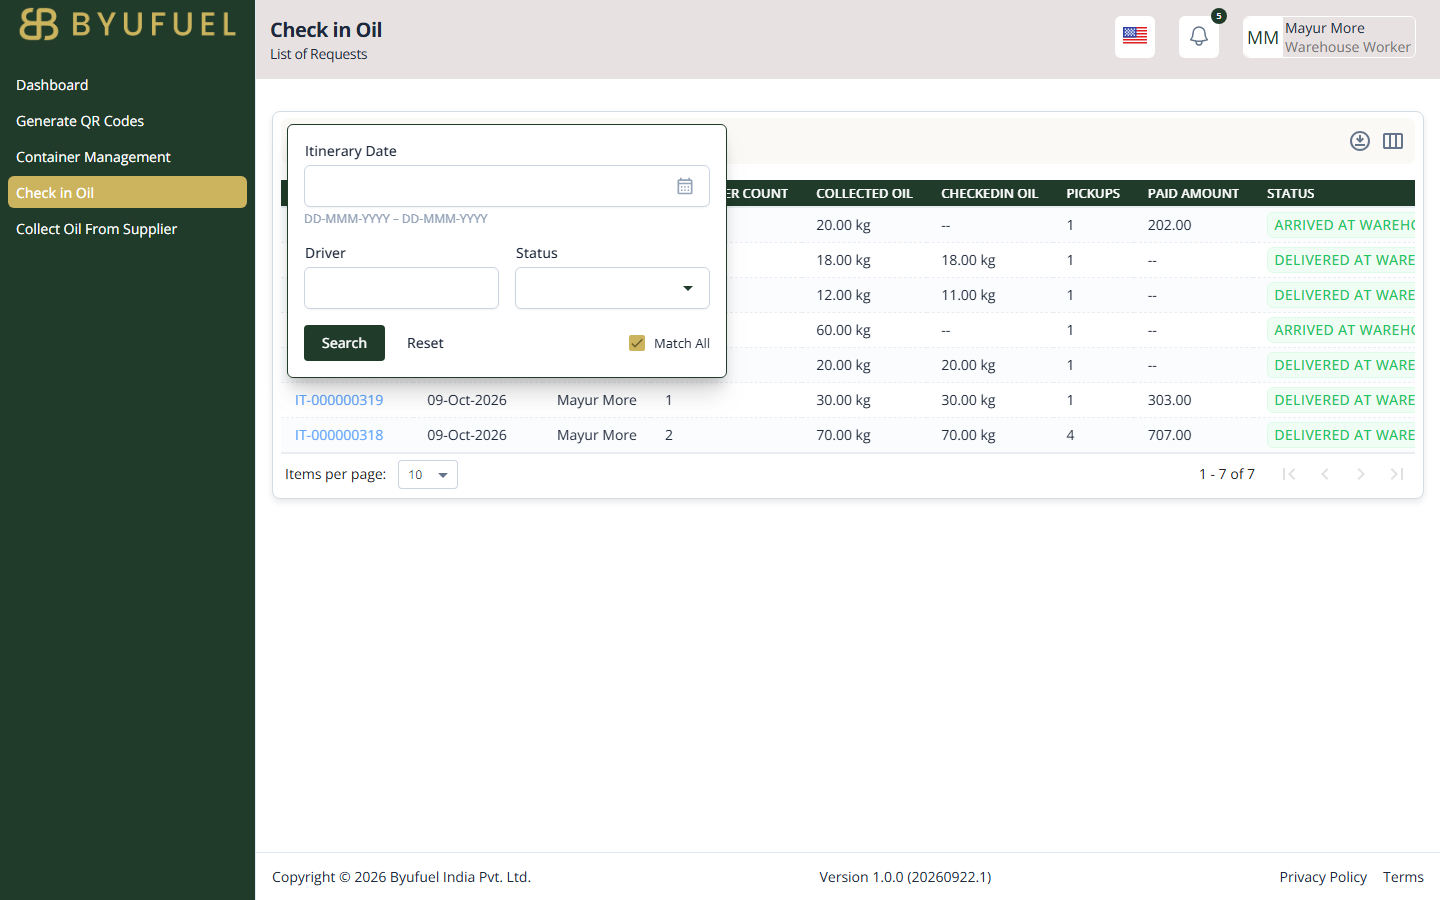 BYUFUEL
Dashboard
Generate QR Codes
Container Management
Check in Oil
Collect Oil From Supplier
Check in Oil
List of Requests
5
MM
Mayur More
Warehouse Worker
Itinerary Date
DD-MMM-YYYY – DD-MMM-YYYY
Driver Status
Search Reset Match All
COUNT COLLECTED OIL CHECKEDIN OIL PICKUPS PAID AMOUNT STATUS
20.00 kg -- 1 202.00 ARRIVED AT WAREHO
18.00 kg 18.00 kg 1 -- DELIVERED AT WARE
12.00 kg 11.00 kg 1 -- DELIVERED AT WARE
60.00 kg -- 1 -- ARRIVED AT WAREHO
20.00 kg 20.00 kg 1 -- DELIVERED AT WARE
IT-000000319 09-Oct-2026 Mayur More 1 30.00 kg 30.00 kg 1 303.00 DELIVERED AT WARE
IT-000000318 09-Oct-2026 Mayur More 2 70.00 kg 70.00 kg 4 707.00 DELIVERED AT WARE
Items per page: 10 1 - 7 of 7
Copyright © 2026 Byufuel India Pvt. Ltd. Version 1.0.0 (20260922.1) Privacy Policy Terms